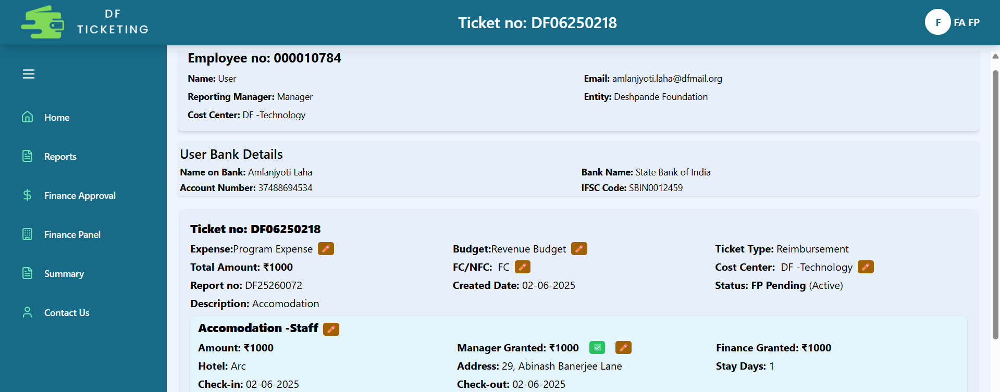 DF
TICKETING
Ticket no: DF06250218
F FA FP
Home
Reports
Finance Approval
Finance Panel
Summary
Contact Us
Employee no: 000010784
Name: User
Email: amlanjyoti.laha@dfmail.org
Reporting Manager: Manager
Entity: Deshpande Foundation
Cost Center: DF -Technology
User Bank Details
Name on Bank: Amlanjyoti Laha
Bank Name: State Bank of India
Account Number: 37488694534
IFSC Code: SBIN0012459
Ticket no: DF06250218
Expense:Program Expense
Budget:Revenue Budget
Ticket Type: Reimbursement
Total Amount: ₹1000
FC/NFC: FC
Cost Center: DF -Technology
Report no: DF25260072
Created Date: 02-06-2025
Status: FP Pending (Active)
Description: Accomodation
Accomodation -Staff
Amount: ₹1000
Manager Granted: ₹1000
Finance Granted: ₹1000
Hotel: Arc
Address: 29, Abinash Banerjee Lane
Stay Days: 1
Check-in: 02-06-2025
Check-out: 02-06-2025